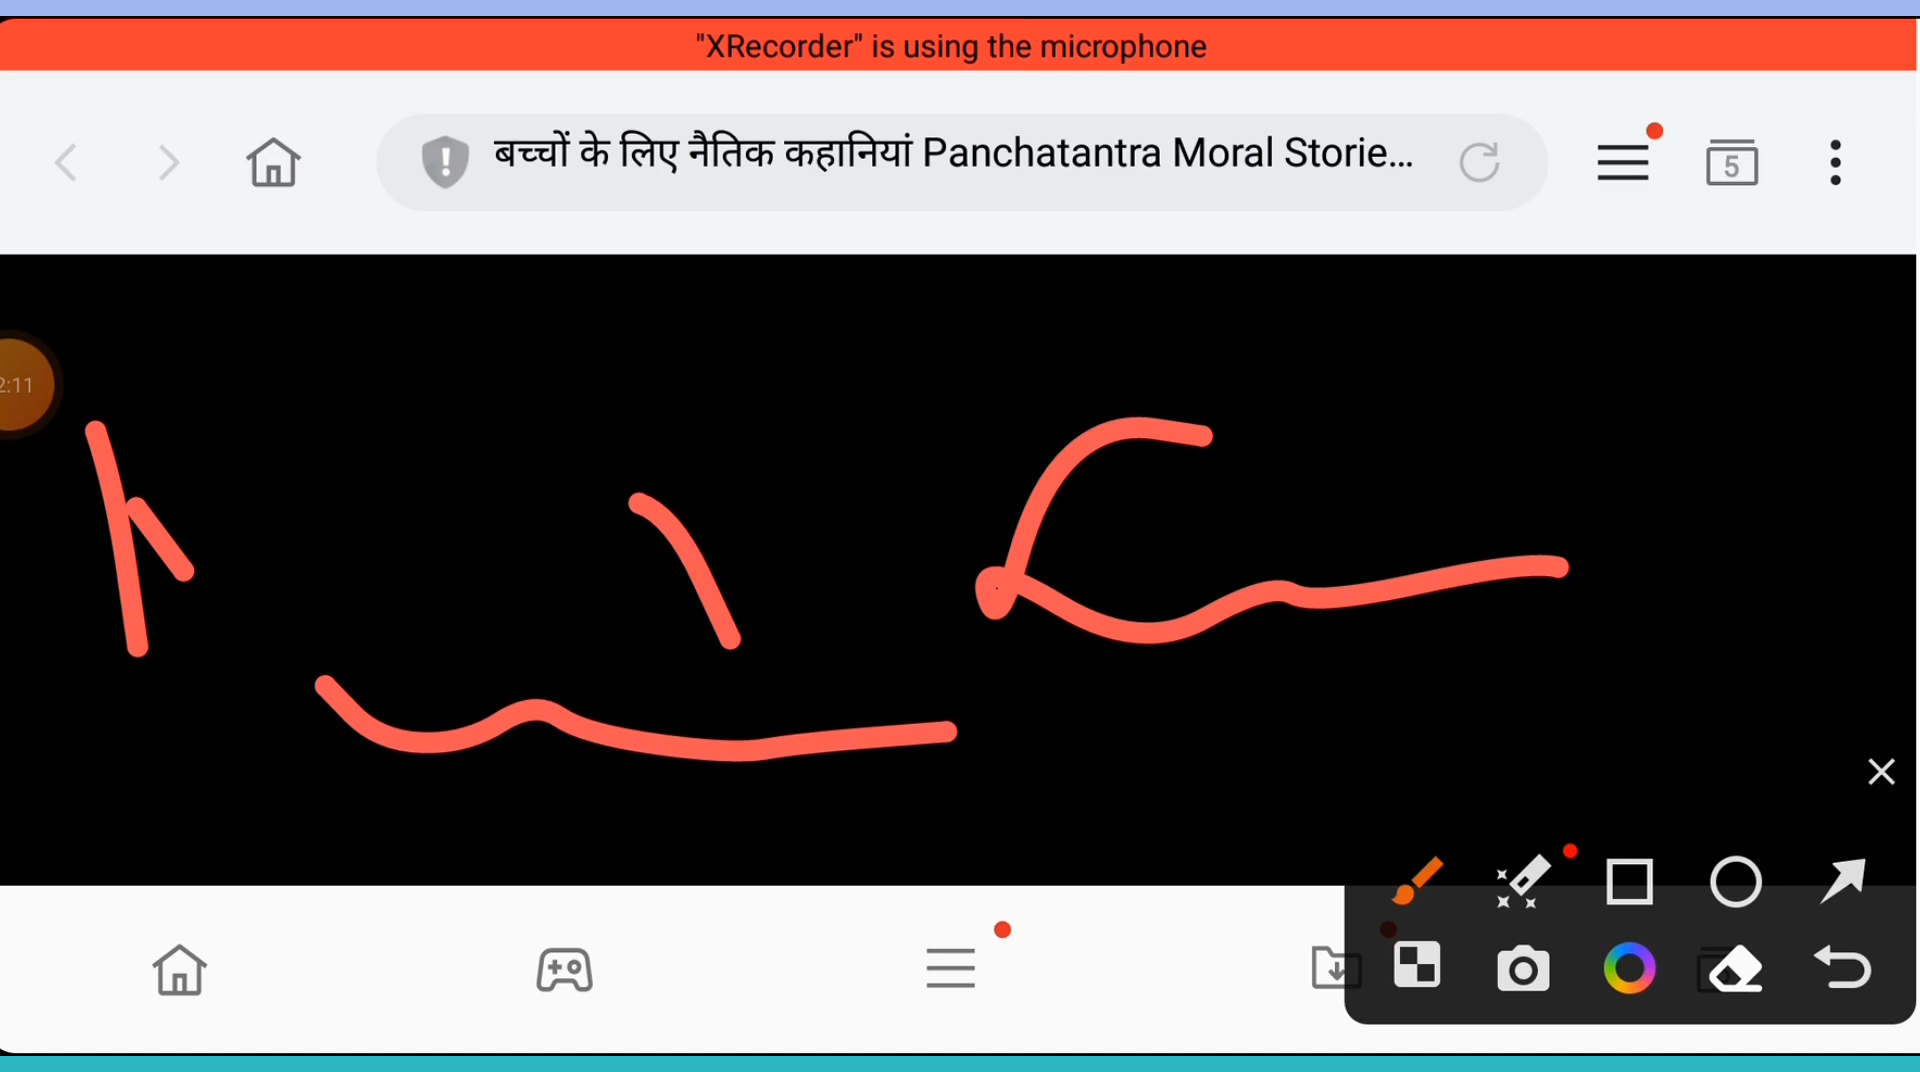 "XRecorder" is using the microphone
बच्चों के लिए नैतिक कहानियां Panchatantra Moral Storie...
5
2:11